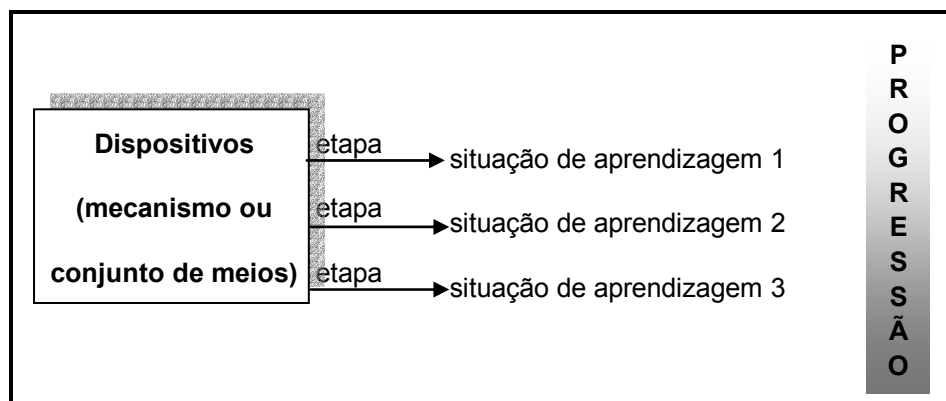 Dispositivos
(mecanismo ou
conjunto de meios)
etapa
situação de aprendizagem 1
etapa
situação de aprendizagem 2
etapa
situação de aprendizagem 3
P
R
O
G
R
E
S
S
Ã
O